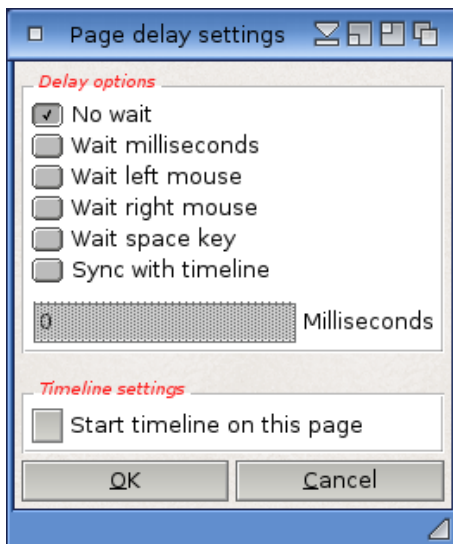 Page delay settings
Delay options
No wait
Wait milliseconds
Wait left mouse
Wait right mouse
Wait space key
Sync with timeline
0 Milliseconds
Timeline settings
Start timeline on this page
OK Cancel